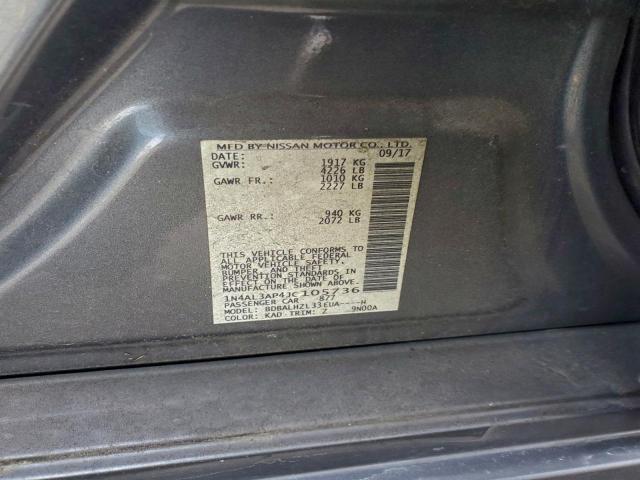 MFD BY NISSAN MOTOR CO., LTD.
DATE: 09/17
GVWR: 1917 KG
4226 LB
GAWR FR.: 1010 KG
2227 LB
GAWR RR.: 940 KG
2072 LB
THIS VEHICLE CONFORMS TO
ALL APPLICABLE FEDERAL
MOTOR VEHICLE SAFETY,
BUMPER, AND THEFT
PREVENTION STANDARDS IN
EFFECT ON THE DATE OF
MANUFACTURE SHOWN ABOVE.
1N4AL3AP4JC105736
PASSENGER CAR 877
MODEL: BDBALHZL33EUA----H
COLOR: KAD TRIM: Z 9N00A